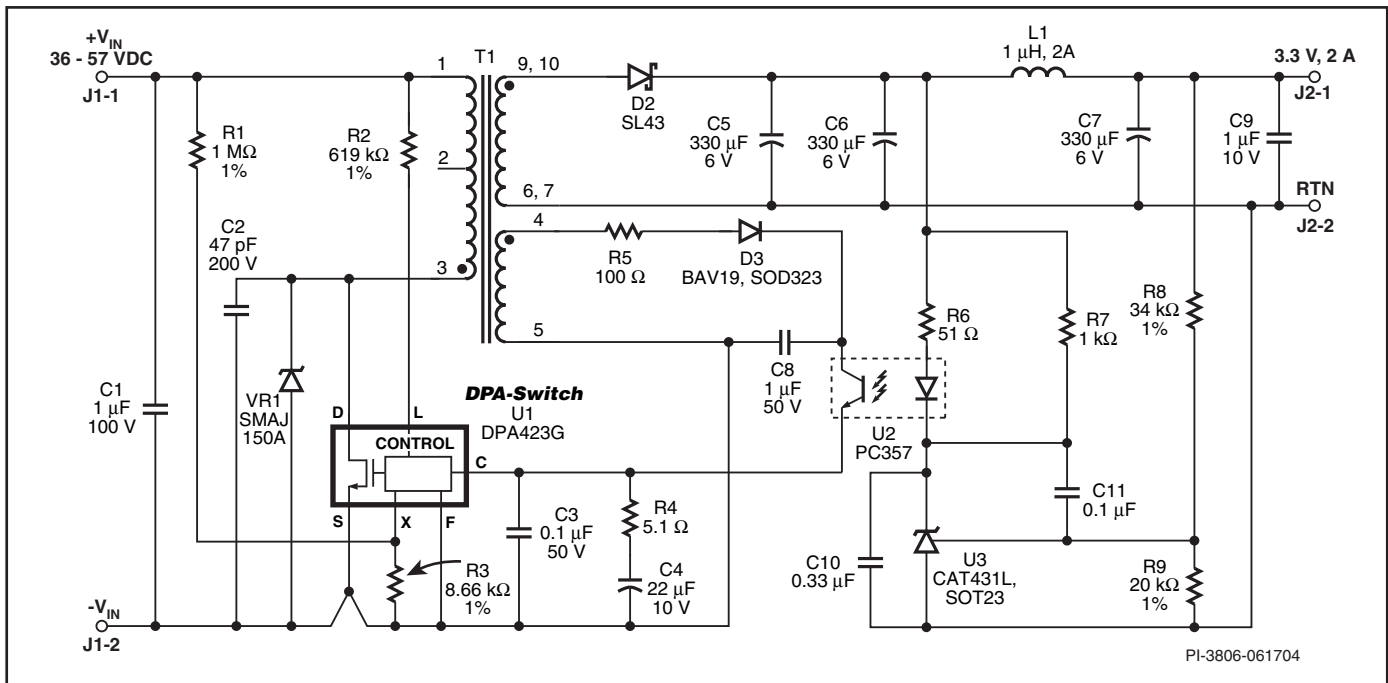 +V_IN
36 - 57 VDC
J1-1
R1
1 MΩ
1%
R2
619 kΩ
1%
1
2
3
T1
9, 10
6, 7
4
5
D2
SL43
C5
330 µF
6 V
C6
330 µF
6 V
L1
1 µH, 2A
C7
330 µF
6 V
C9
1 µF
10 V
3.3 V, 2 A
J2-1
RTN
J2-2
C2
47 pF
200 V
R5
100 Ω
D3
BAV19, SOD323
R6
51 Ω
R7
1 kΩ
R8
34 kΩ
1%
C1
1 µF
100 V
VR1
SMAJ
150A
DPA-Switch
U1
DPA423G
D
L
CONTROL
C
S
X
F
C8
1 µF
50 V
U2
PC357
C3
0.1 µF
50 V
R4
5.1 Ω
C4
22 µF
10 V
R3
8.66 kΩ
1%
C10
0.33 µF
C11
0.1 µF
U3
CAT431L,
SOT23
R9
20 kΩ
1%
-V_IN
J1-2
PI-3806-061704